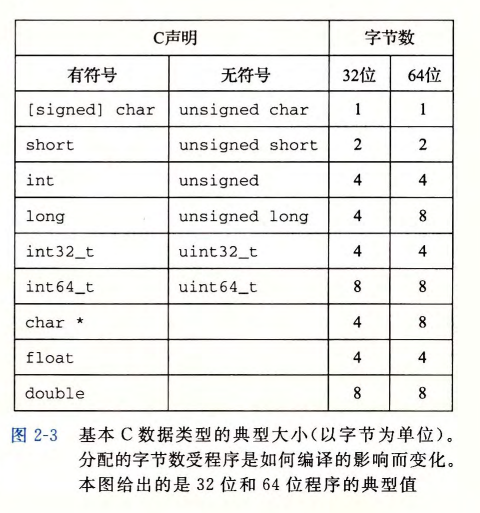 C声明 字节数
有符号 无符号 32位 64位
[signed] char unsigned char 1 1
short unsigned short 2 2
int unsigned 4 4
long unsigned long 4 8
int32_t uint32_t 4 4
int64_t uint64_t 8 8
char * 4 8
float 4 4
double 8 8
图 2-3 基本 C 数据类型的典型大小(以字节为单位)。
分配的字节数受程序是如何编译的影响而变化。
本图给出的是 32 位和 64 位程序的典型值